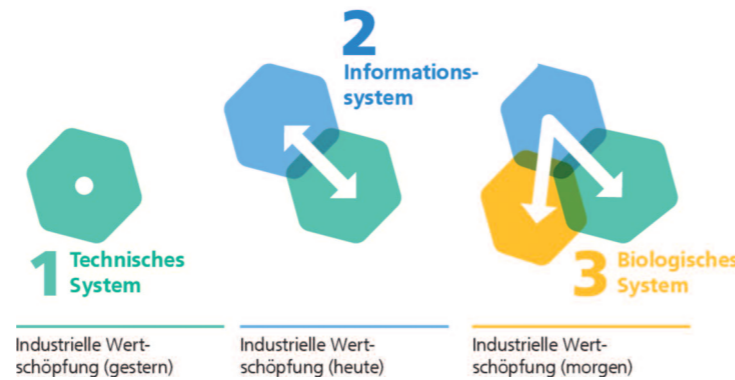 2
Informations-
system
1
Technisches
System
3
Biologisches
System
Industrielle Wert-
schöpfung (gestern)
Industrielle Wert-
schöpfung (heute)
Industrielle Wert-
schöpfung (morgen)